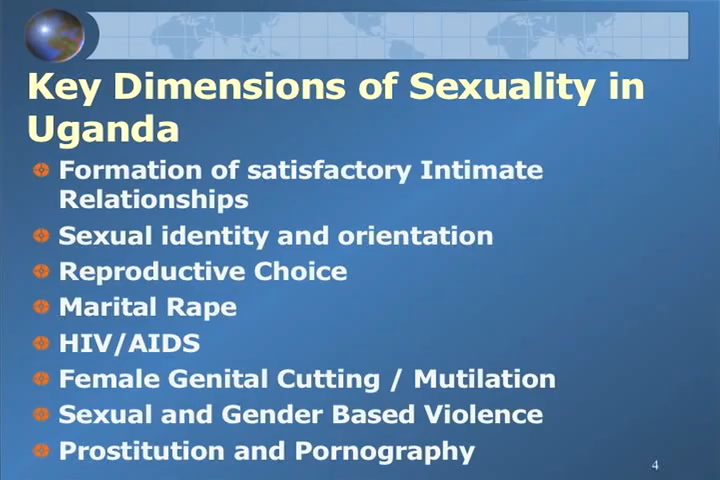 Key Dimensions of Sexuality in
Uganda
Formation of satisfactory Intimate
Relationships
Sexual identity and orientation
Reproductive Choice
Marital Rape
HIV/AIDS
Female Genital Cutting / Mutilation
Sexual and Gender Based Violence
Prostitution and Pornography
4